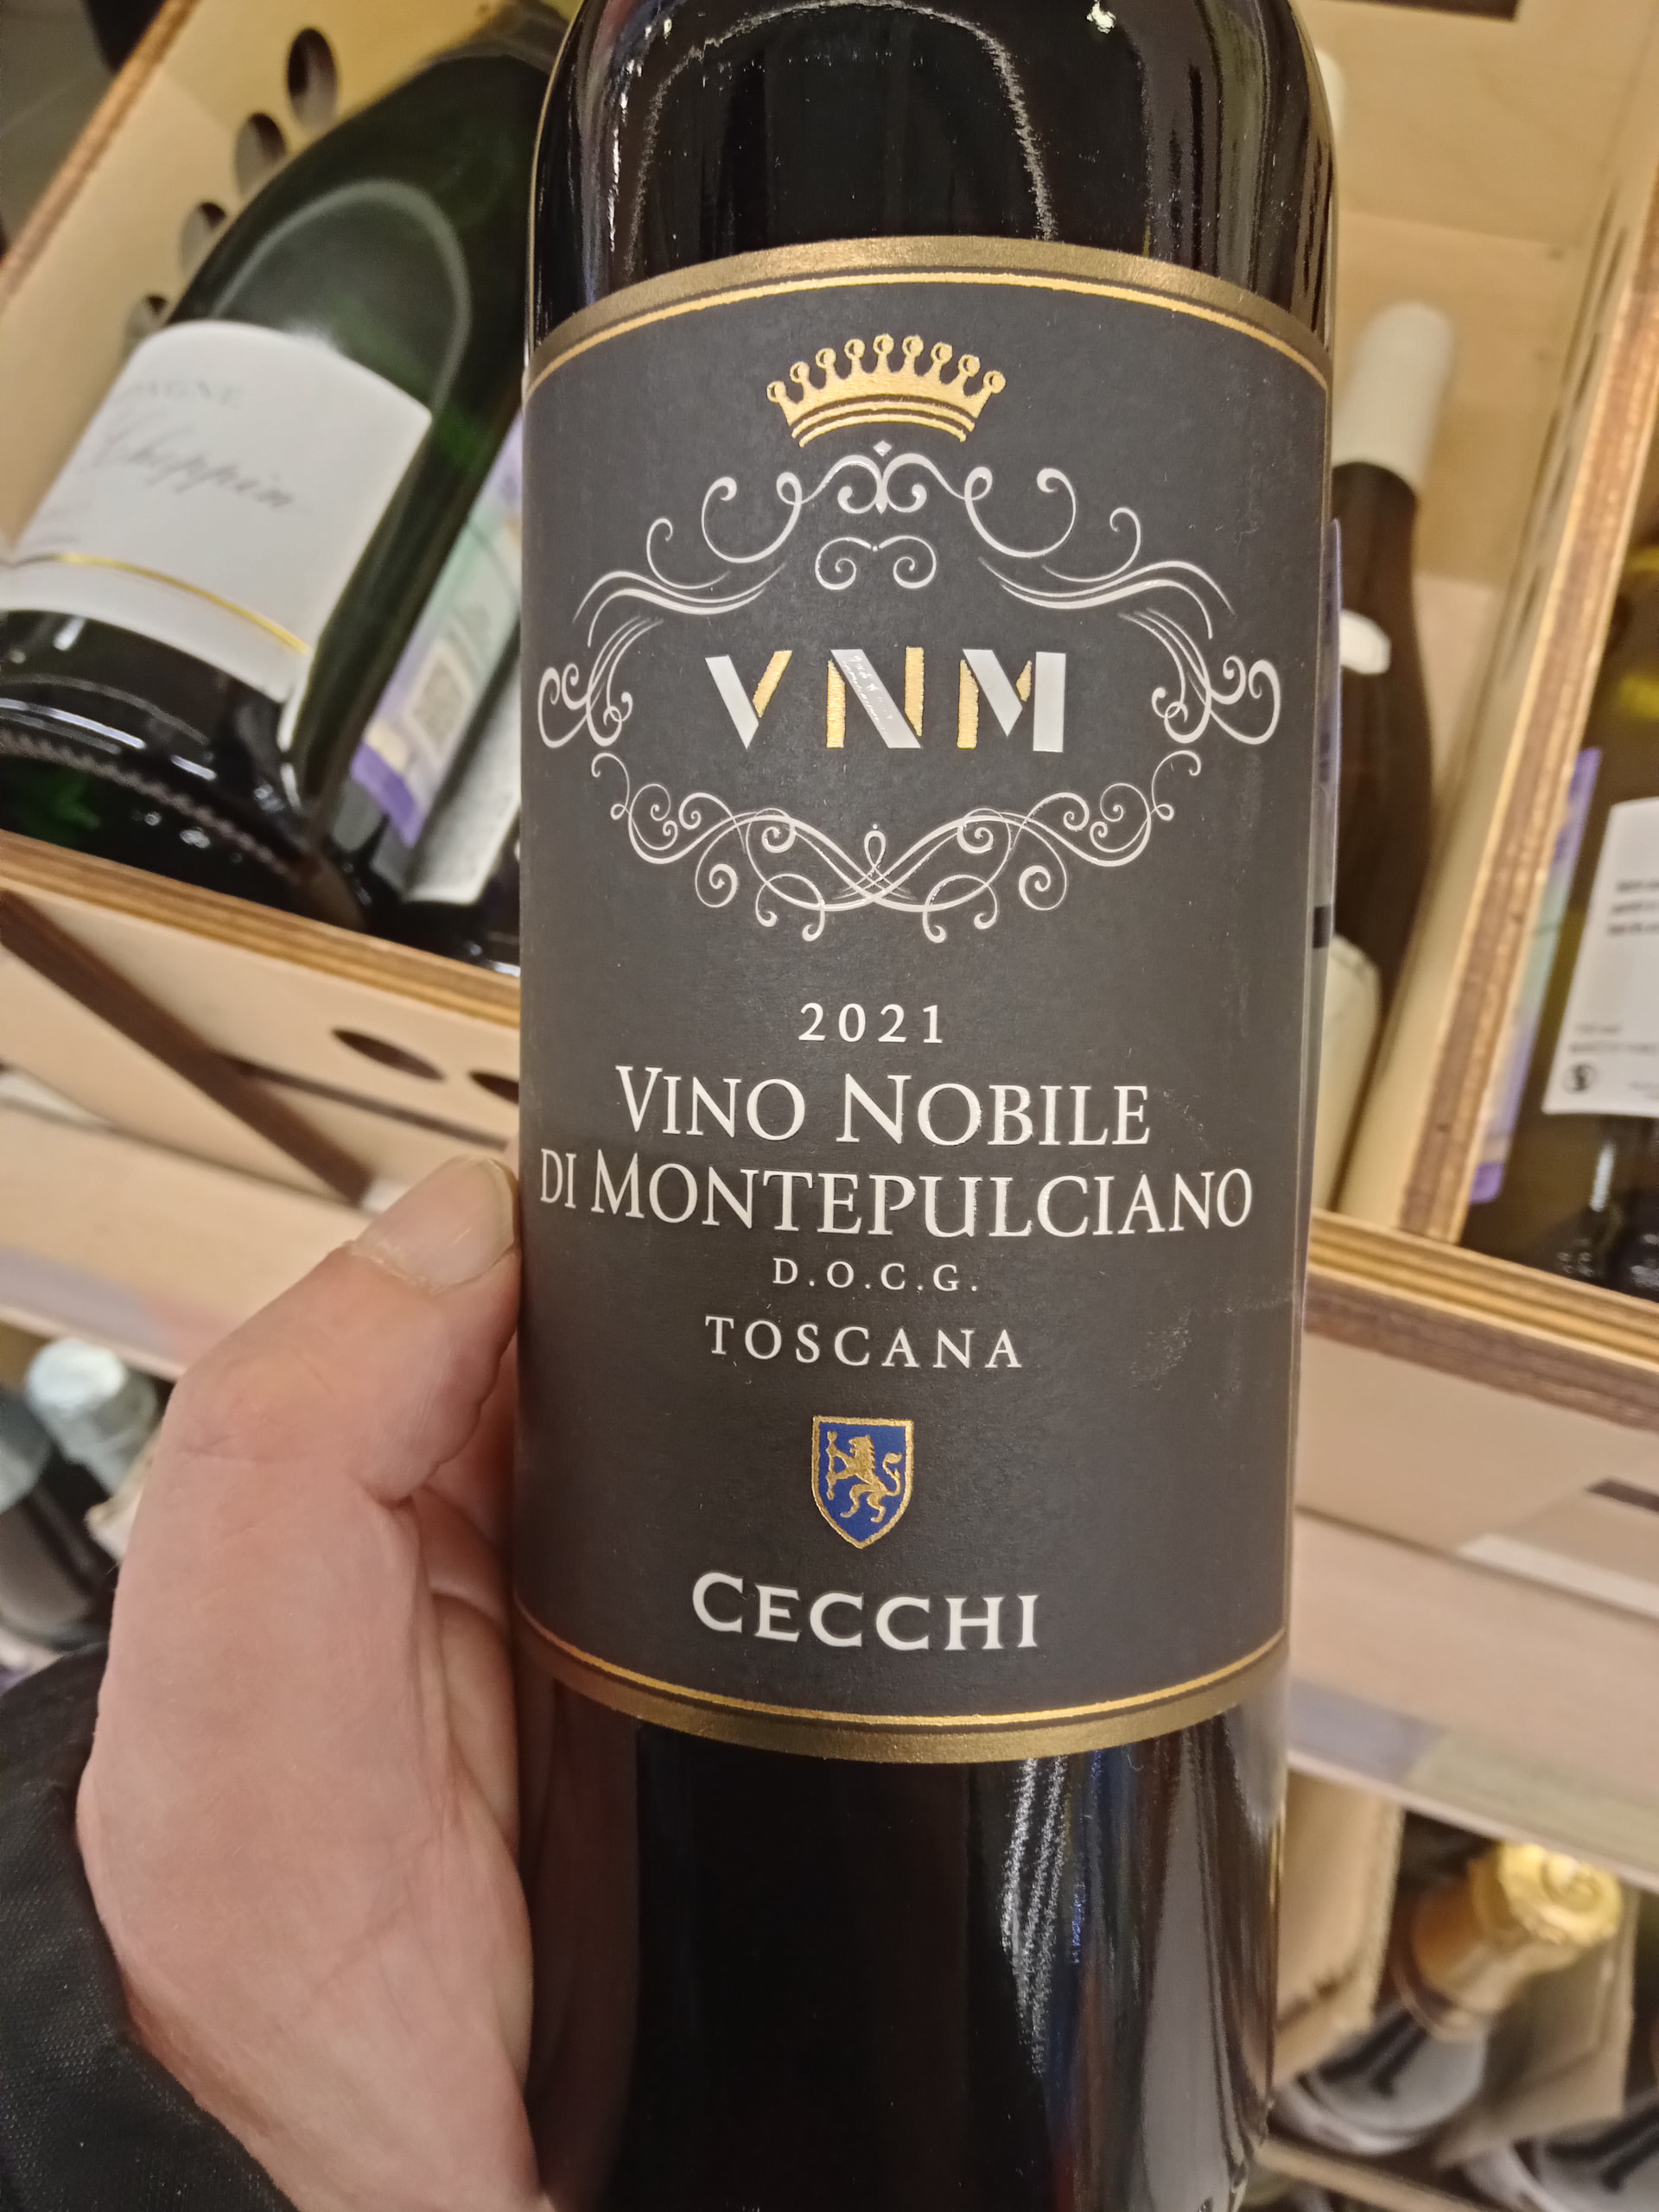 VNM
2021
VINO NOBILE
DI MONTEPULCIANO
D.O.C.G.
TOSCANA
CECCHI